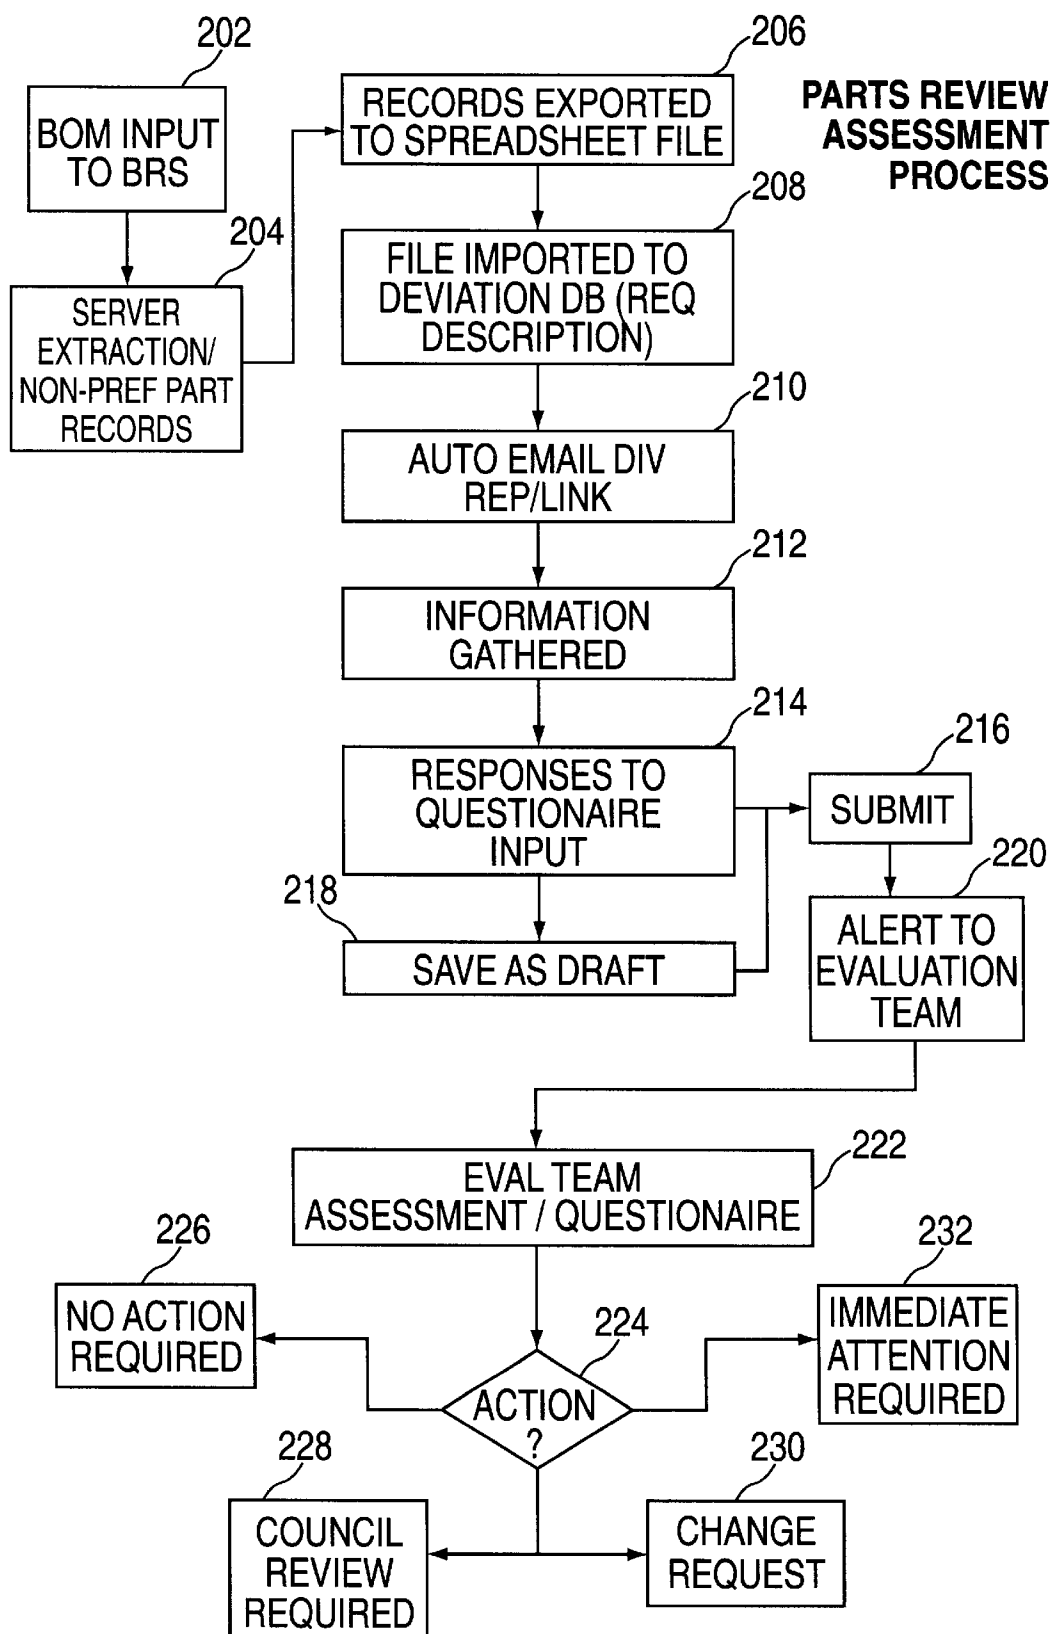 PARTS REVIEW
ASSESSMENT
PROCESS
202
BOM INPUT
TO BRS
204
SERVER
EXTRACTION/
NON-PREF PART
RECORDS
206
RECORDS EXPORTED
TO SPREADSHEET FILE
208
FILE IMPORTED TO
DEVIATION DB (REQ
DESCRIPTION)
210
AUTO EMAIL DIV
REP/LINK
212
INFORMATION
GATHERED
214
RESPONSES TO
QUESTIONAIRE
INPUT
216
SUBMIT
218
SAVE AS DRAFT
220
ALERT TO
EVALUATION
TEAM
222
EVAL TEAM
ASSESSMENT / QUESTIONAIRE
224
ACTION
?
226
NO ACTION
REQUIRED
232
IMMEDIATE
ATTENTION
REQUIRED
228
COUNCIL
REVIEW
REQUIRED
230
CHANGE
REQUEST